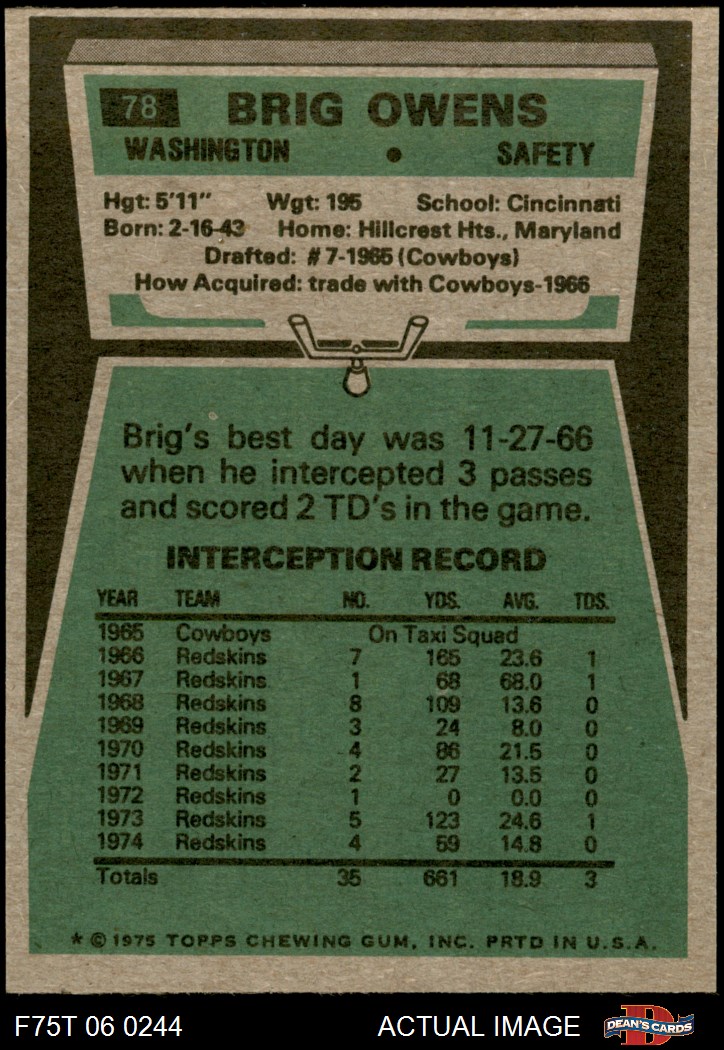 78 BRIG OWENS
WASHINGTON • SAFETY
Hgt: 5'11" Wgt: 195 School: Cincinnati
Born: 2-16-43 Home: Hillcrest Hts., Maryland
Drafted: #7-1965 (Cowboys)
How Acquired: trade with Cowboys-1966
Brig's best day was 11-27-66
when he intercepted 3 passes
and scored 2 TD's in the game.
INTERCEPTION RECORD
YEAR TEAM NO. YDS. AVG. TDS.
1965 Cowboys On Taxi Squad
1966 Redskins 7 165 23.6 1
1967 Redskins 1 68 68.0 1
1968 Redskins 8 109 13.6 0
1969 Redskins 3 24 8.0 0
1970 Redskins 4 86 21.5 0
1971 Redskins 2 27 13.5 0
1972 Redskins 1 0 0.0 0
1973 Redskins 5 123 24.6 1
1974 Redskins 4 59 14.8 0
Totals 35 661 18.9 3
* © 1975 TOPPS CHEWING GUM, INC. PRTD IN U.S.A.
F75T 06 0244 ACTUAL IMAGE D DEAN'S CARDS